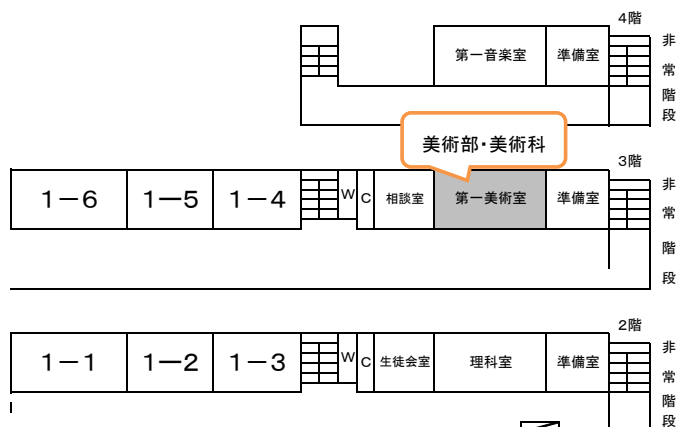 4階
第一音楽室 準備室
非常階段
美術部・美術科
3階
1－6 1ー5 1－4 W C 相談室 第一美術室 準備室
非常階段
2階
1－1 1ー2 1－3 W C 生徒会室 理科室 準備室
非常階段